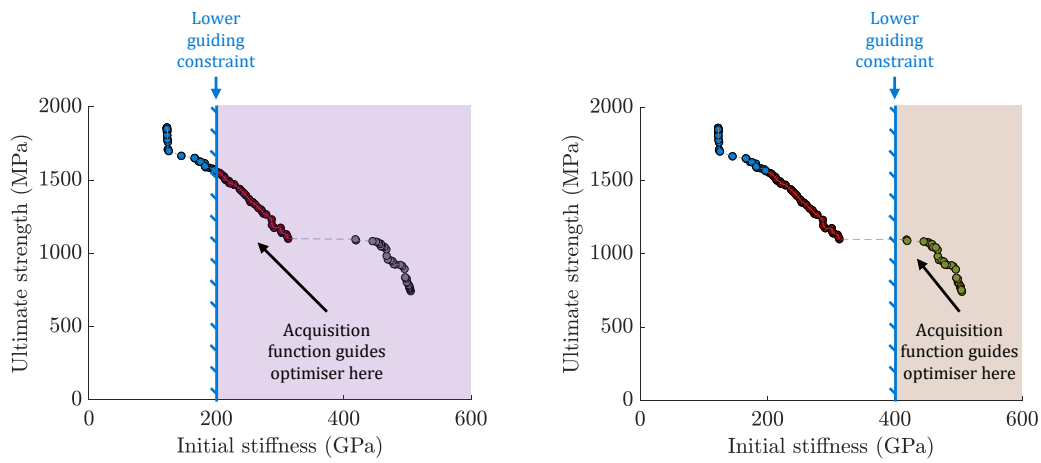 Lower
guiding
constraint
2000
1500
1000
500
0
0
200
400
600
Ultimate strength (MPa)
Initial stiffness (GPa)
Acquisition
function guides
optimiser here
Lower
guiding
constraint
2000
1500
1000
500
0
0
200
400
600
Ultimate strength (MPa)
Initial stiffness (GPa)
Acquisition
function guides
optimiser here